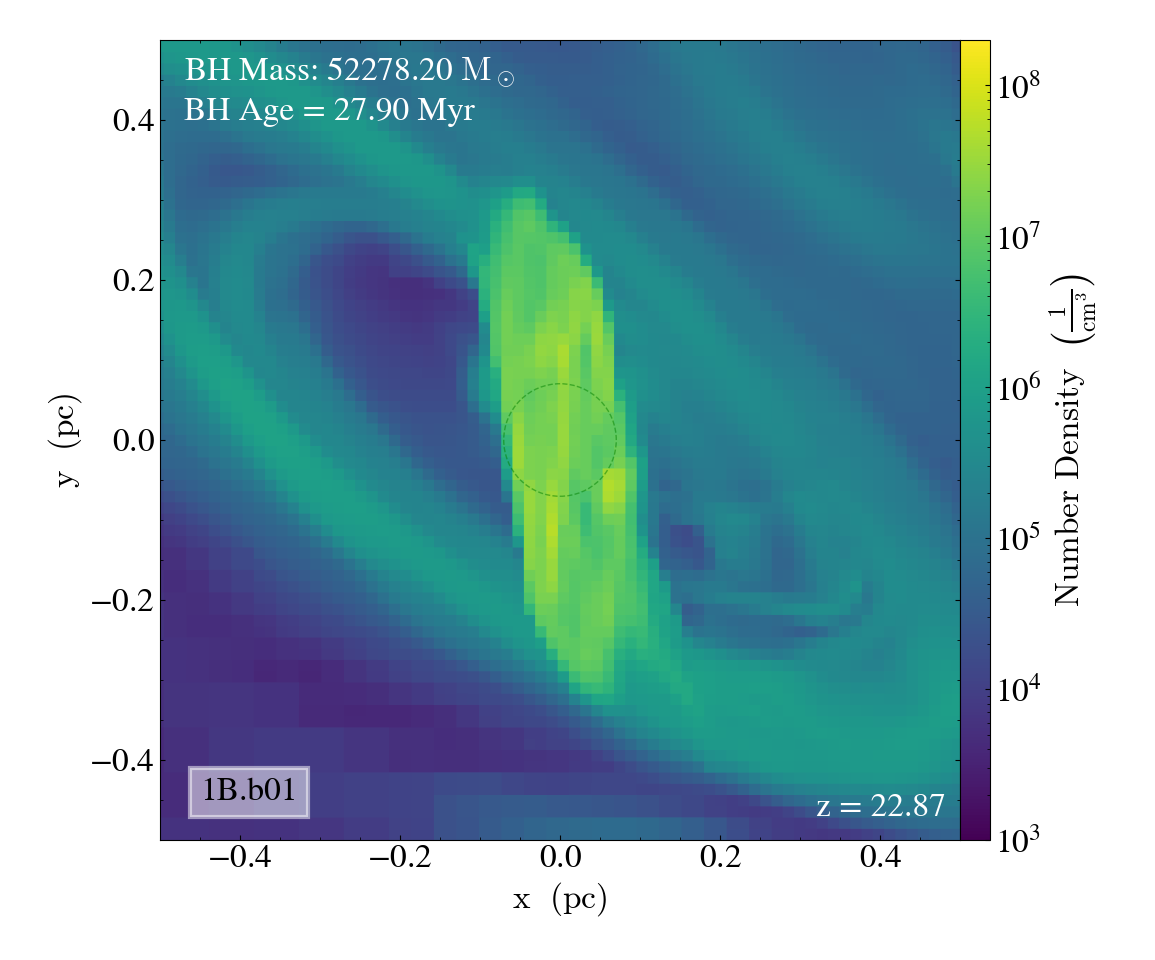 BH Mass: 52278.20 M⊙
BH Age = 27.90 Myr
0.4
0.2
0.0
−0.2
−0.4
y (pc)
1B.b01
z = 22.87
−0.4 −0.2 0.0 0.2 0.4
x (pc)
10⁸
10⁷
10⁶
10⁵
10⁴
10³
Number Density (1/cm³)